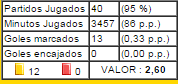 Partidos Jugados 40 (95 %)
Minutos Jugados 3457 (86 p.p.)
Goles marcados 13 (0,33 p.p.)
Goles encajados 0 (0,00 p.p.)
12 0 VALOR : 2,60